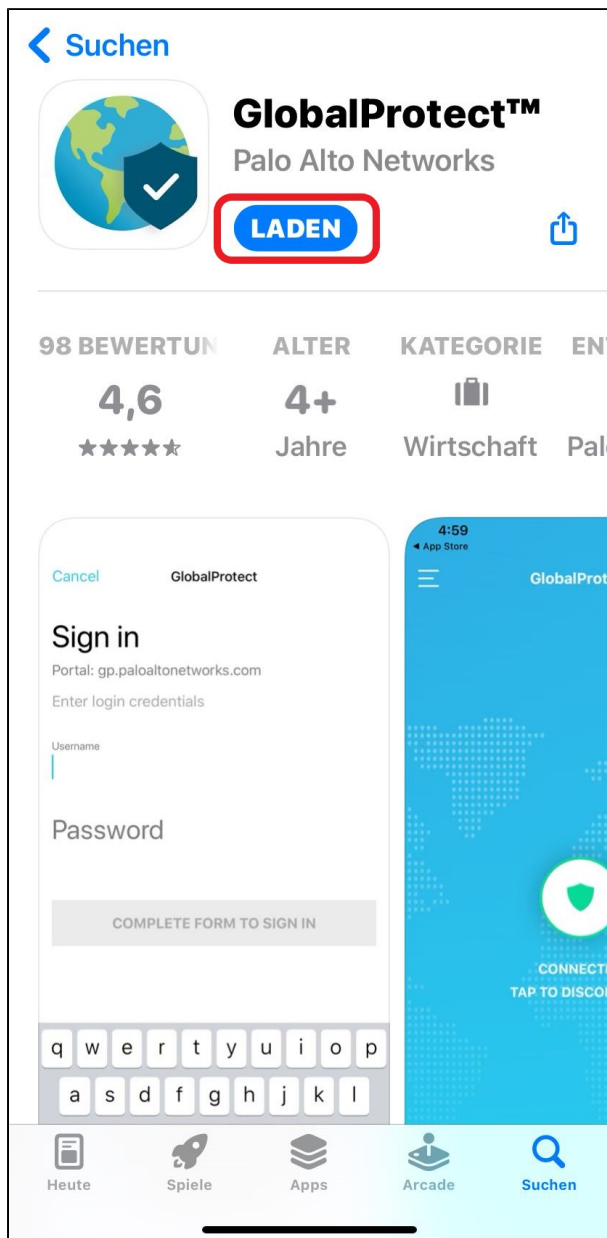 Suchen
GlobalProtect™
Palo Alto Networks
LADEN
98 BEWERTUN ALTER KATEGORIE EN
4,6 4+
Jahre Wirtschaft Pal
4:59
App Store
Cancel GlobalProtect
GlobalProt
Sign in
Portal: gp.paloaltonetworks.com
Enter login credentials
Username
Password
COMPLETE FORM TO SIGN IN
CONNECT
TAP TO DISCO
q w e r t y u i o p
a s d f g h j k l
Heute Spiele Apps Arcade Suchen